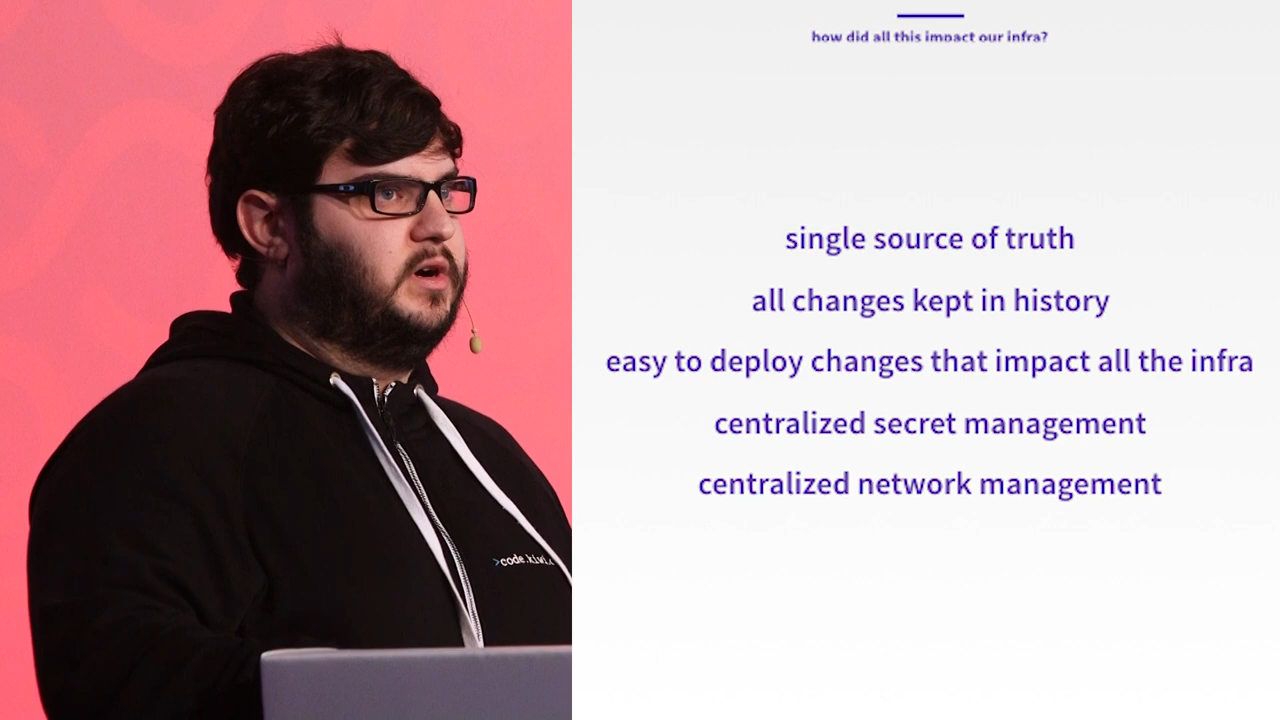 how did all this impact our infra?
single source of truth
all changes kept in history
easy to deploy changes that impact all the infra
centralized secret management
centralized network management
>code.kiwi.c